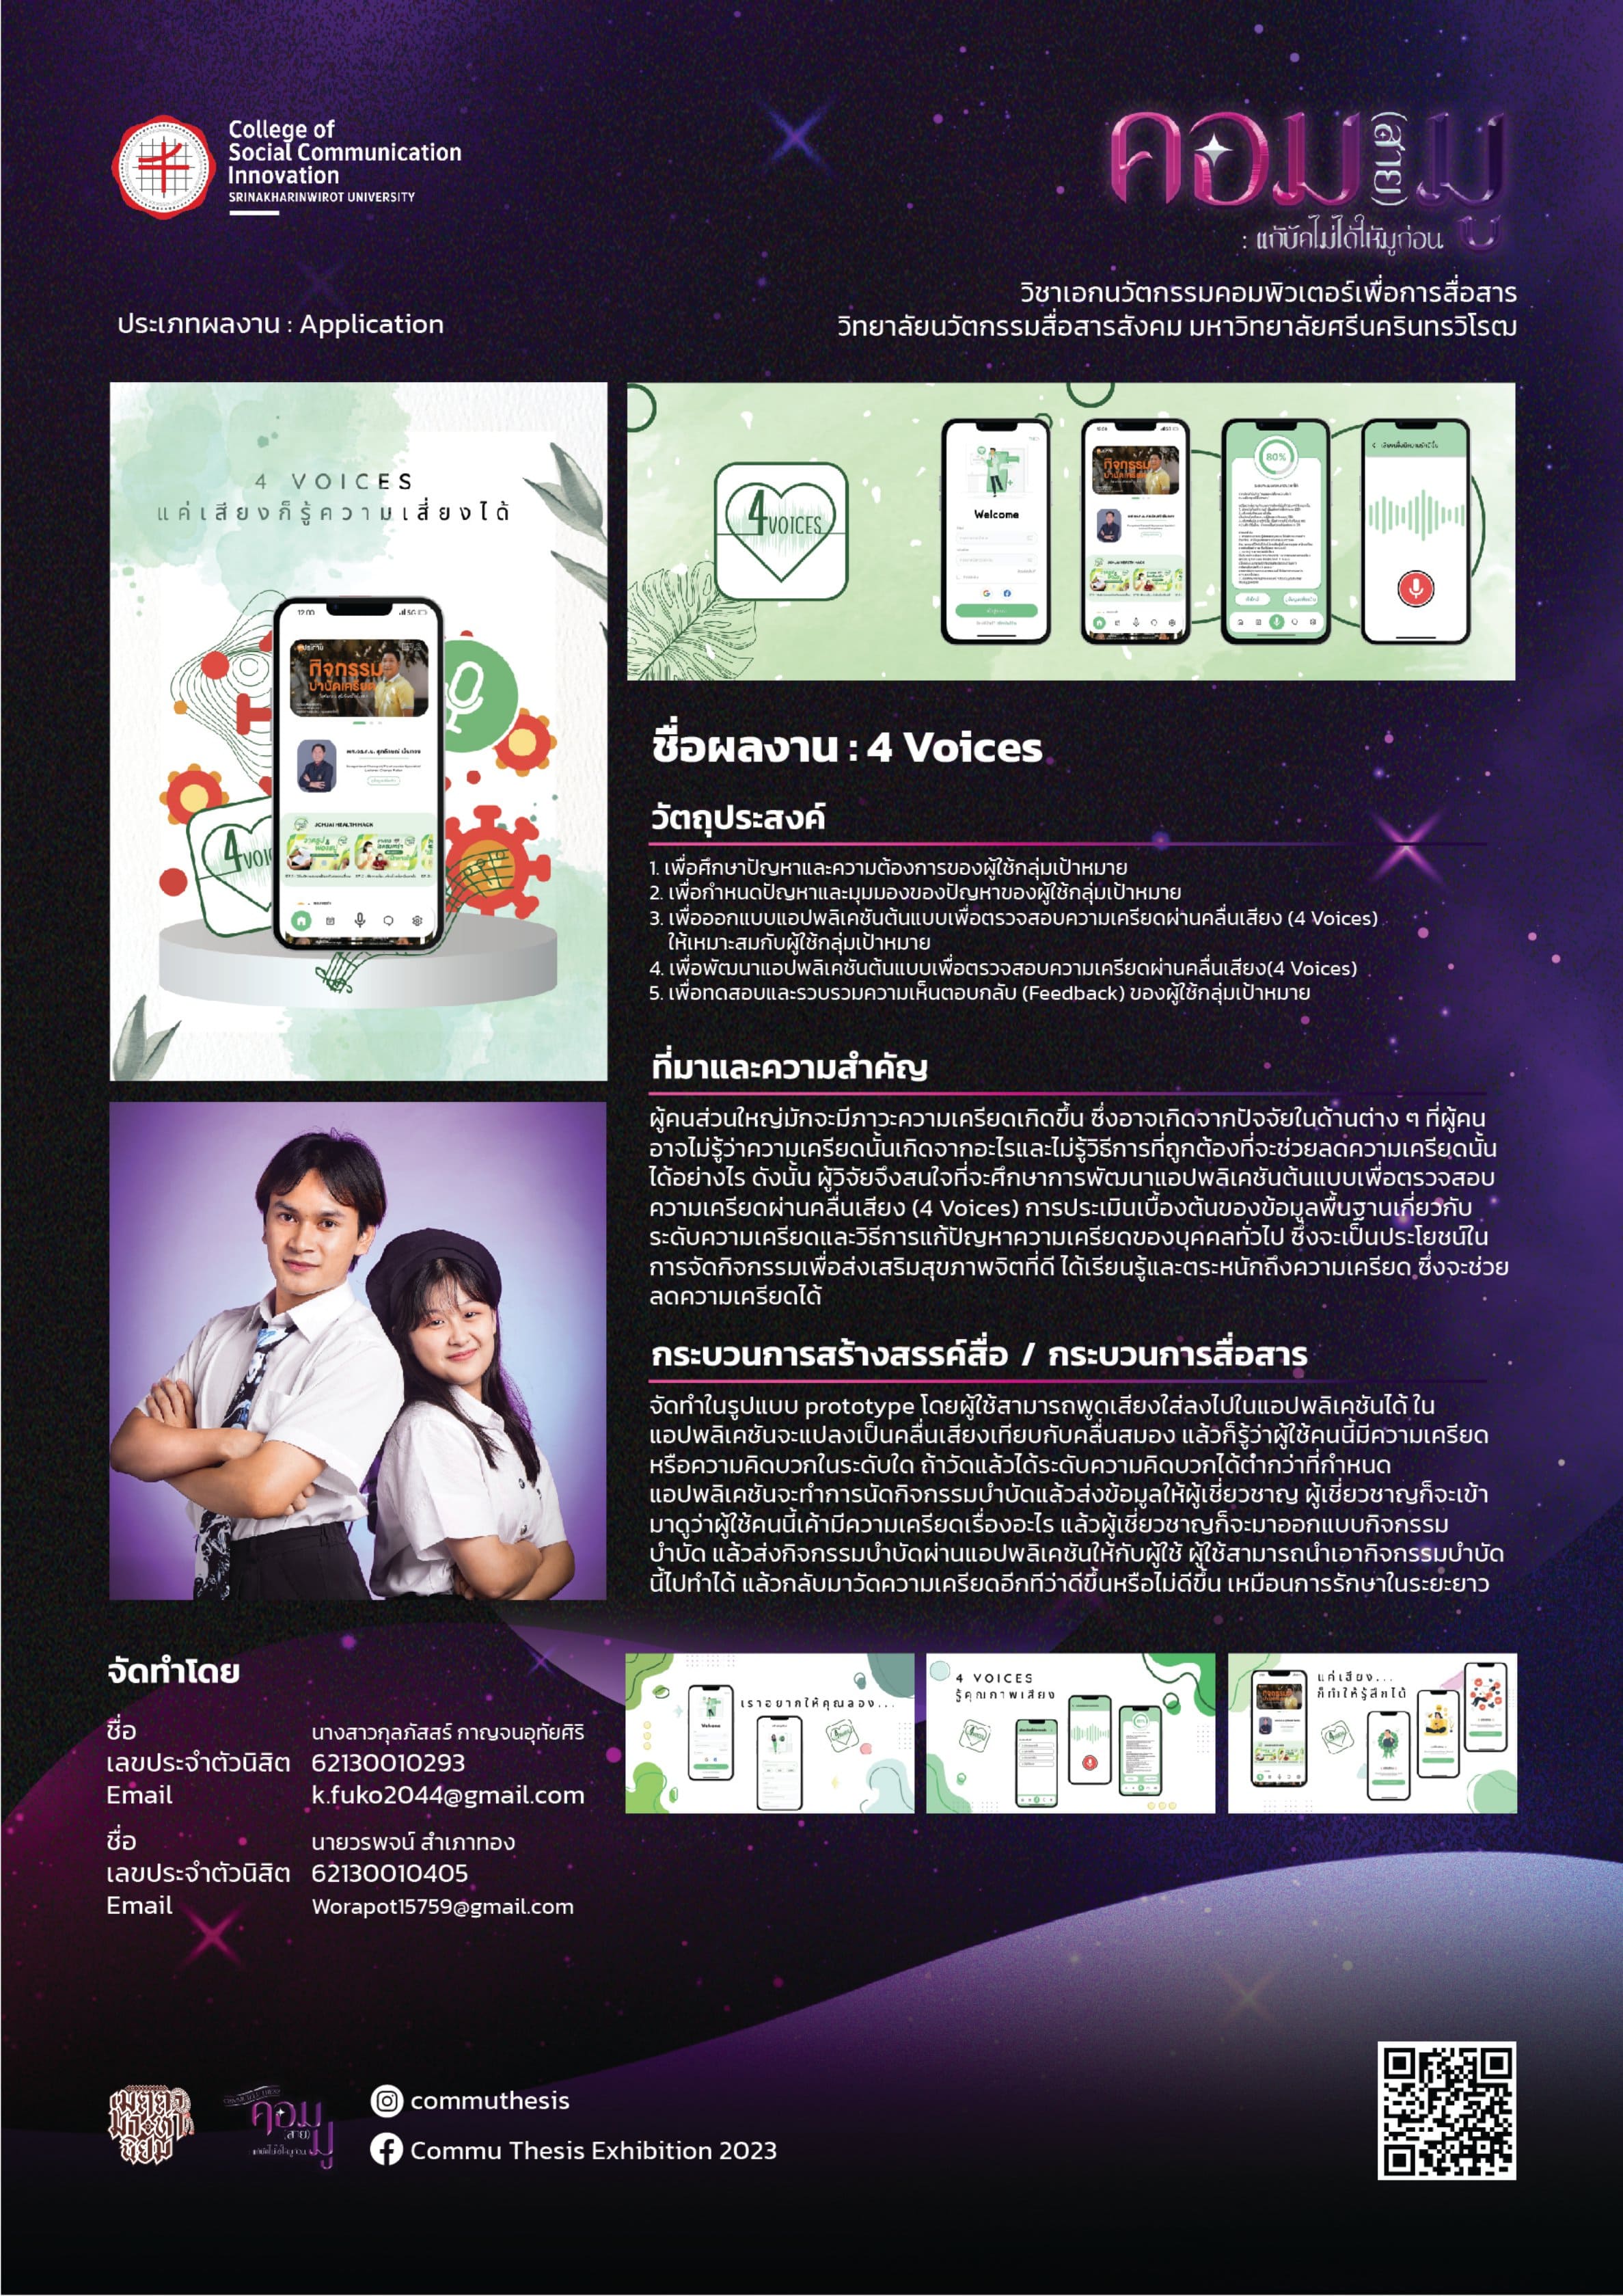 College of
Social Communication
Innovation
SRINAKHARINWIROT UNIVERSITY
คอม(สาย)มู
: แก้บัคไม่ได้ให้มูก่อน
วิชาเอกนวัตกรรมคอมพิวเตอร์เพื่อการสื่อสาร
วิทยาลัยนวัตกรรมสื่อสารสังคม มหาวิทยาลัยศรีนครินทรวิโรฒ
ประเภทผลงาน : Application
4 VOICES
แค่เสียงก็รู้ความเสี่ยงได้
12:00
5G
กิจกรรม
บำบัดเครียด
JOHJAI HEALTH HACK
4 VOICES
Welcome
กิจกรรม
80%
ชื่อผลงาน : 4 Voices
วัตถุประสงค์
1. เพื่อศึกษาปัญหาและความต้องการของผู้ใช้กลุ่มเป้าหมาย
2. เพื่อกำหนดปัญหาและมุมมองของปัญหาของผู้ใช้กลุ่มเป้าหมาย
3. เพื่อออกแบบแอปพลิเคชันต้นแบบเพื่อตรวจสอบความเครียดผ่านคลื่นเสียง (4 Voices)
ให้เหมาะสมกับผู้ใช้กลุ่มเป้าหมาย
4. เพื่อพัฒนาแอปพลิเคชันต้นแบบเพื่อตรวจสอบความเครียดผ่านคลื่นเสียง(4 Voices)
5. เพื่อทดสอบและรวบรวมความเห็นตอบกลับ (Feedback) ของผู้ใช้กลุ่มเป้าหมาย
ที่มาและความสำคัญ
ผู้คนส่วนใหญ่มักจะมีภาวะความเครียดเกิดขึ้น ซึ่งอาจเกิดจากปัจจัยในด้านต่าง ๆ ที่ผู้คน
อาจไม่รู้ว่าความเครียดนั้นเกิดจากอะไรและไม่รู้วิธีการที่ถูกต้องที่จะช่วยลดความเครียดนั้น
ได้อย่างไร ดังนั้น ผู้วิจัยจึงสนใจที่จะศึกษาการพัฒนาแอปพลิเคชันต้นแบบเพื่อตรวจสอบ
ความเครียดผ่านคลื่นเสียง (4 Voices) การประเมินเบื้องต้นของข้อมูลพื้นฐานเกี่ยวกับ
ระดับความเครียดและวิธีการแก้ปัญหาความเครียดของบุคคลทั่วไป ซึ่งจะเป็นประโยชน์ใน
การจัดกิจกรรมเพื่อส่งเสริมสุขภาพจิตที่ดี ได้เรียนรู้และตระหนักถึงความเครียด ซึ่งจะช่วย
ลดความเครียดได้
กระบวนการสร้างสรรค์สื่อ / กระบวนการสื่อสาร
จัดทำในรูปแบบ prototype โดยผู้ใช้สามารถพูดเสียงใส่ลงไปในแอปพลิเคชันได้ ใน
แอปพลิเคชันจะแปลงเป็นคลื่นเสียงเทียบกับคลื่นสมอง แล้วก็รู้ว่าผู้ใช้คนนี้มีความเครียด
หรือความคิดบวกในระดับใด ถ้าวัดแล้วได้ระดับความคิดบวกได้ต่ำกว่าที่กำหนด
แอปพลิเคชันจะทำการนัดกิจกรรมบำบัดแล้วส่งข้อมูลให้ผู้เชี่ยวชาญ ผู้เชี่ยวชาญก็จะเข้า
มาดูว่าผู้ใช้คนนี้เค้ามีความเครียดเรื่องอะไร แล้วผู้เชี่ยวชาญก็จะมาออกแบบกิจกรรม
บำบัด แล้วส่งกิจกรรมบำบัดผ่านแอปพลิเคชันให้กับผู้ใช้ ผู้ใช้สามารถนำเอากิจกรรมบำบัด
นี้ไปทำได้ แล้วกลับมาวัดความเครียดอีกทีว่าดีขึ้นหรือไม่ดีขึ้น เหมือนการรักษาในระยะยาว
จัดทำโดย
ชื่อ นางสาวกุลภัสสร์ กาญจนอุทัยศิริ
เลขประจำตัวนิสิต 62130010293
Email k.fuko2044@gmail.com
ชื่อ นายวรพจน์ สำเภาทอง
เลขประจำตัวนิสิต 62130010405
Email Worapot15759@gmail.com
เราอยากให้คุณลอง...
4 VOICES
รู้คุณภาพเสียง
แค่เสียง...
ก็ทำให้รู้สึกได้
เมตตามหานิยม
คอม(สาย)มู
commuthesis
Commu Thesis Exhibition 2023